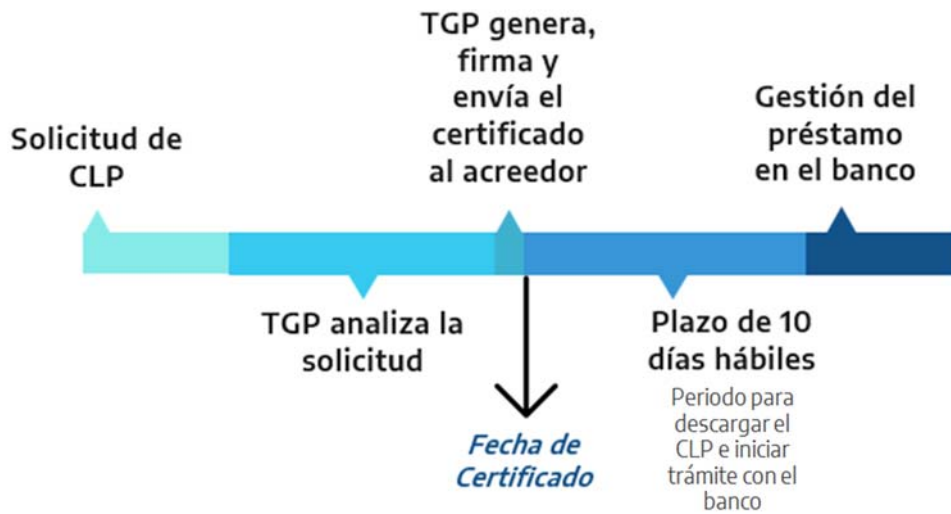 Solicitud de
CLP
TGP analiza la
solicitud
TGP genera,
firma y
envía el
certificado
al acreedor
Fecha de
Certificado
Plazo de 10
días hábiles
Periodo para
descargar el
CLP e iniciar
trámite con el
banco
Gestión del
préstamo
en el banco